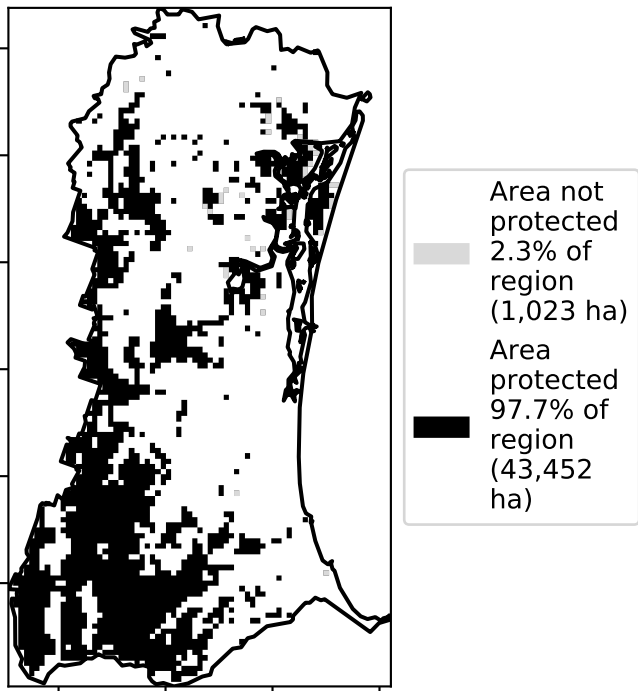 Area not
protected
2.3% of
region
(1,023 ha)
Area
protected
97.7% of
region
(43,452
ha)